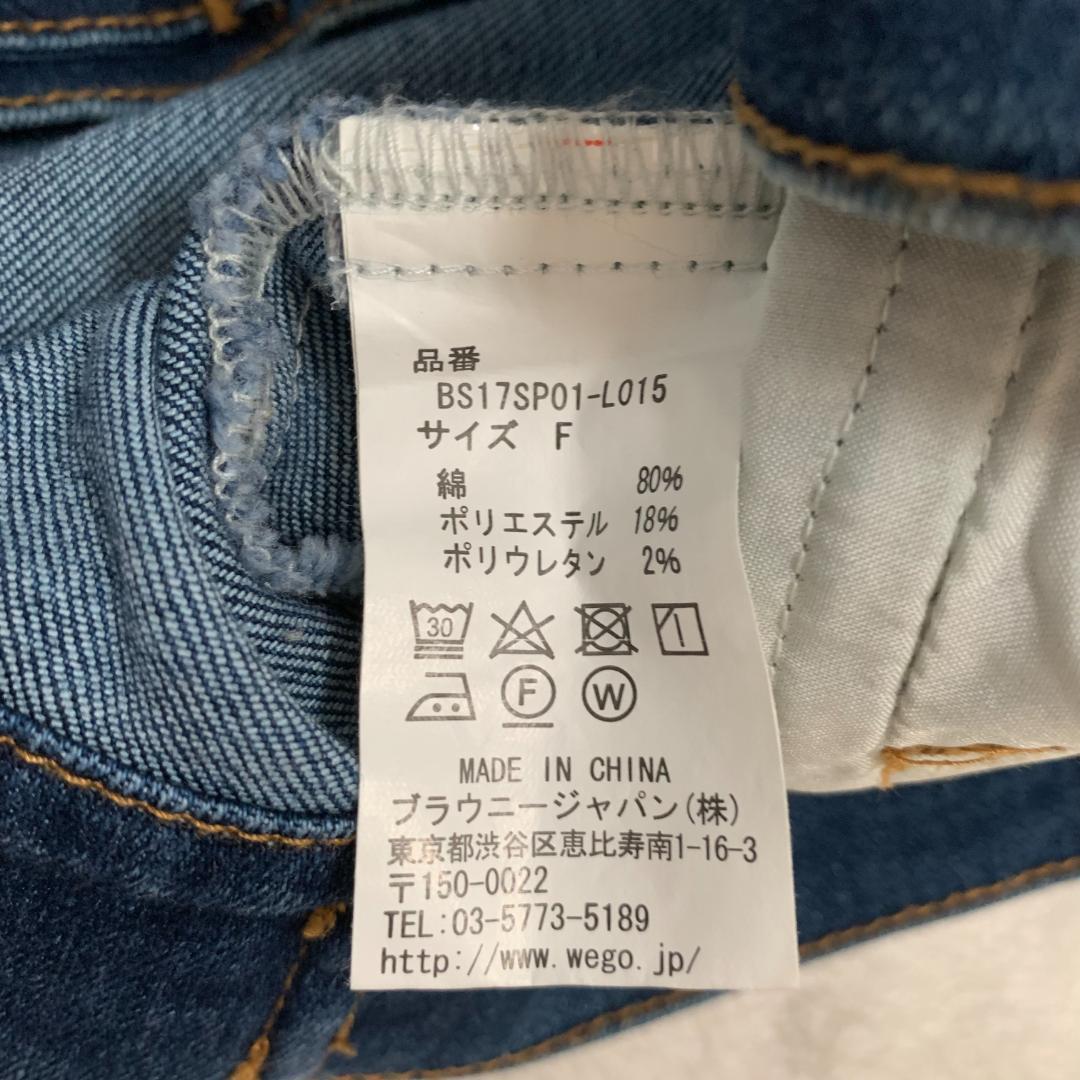 品番
BS17SP01-L015
サイズ F
綿 80%
ポリエステル 18%
ポリウレタン 2%
30
F W
MADE IN CHINA
ブラウニージャパン(株)
東京都渋谷区恵比寿南1-16-3
〒150-0022
TEL:03-5773-5189
http://www.wego.jp/